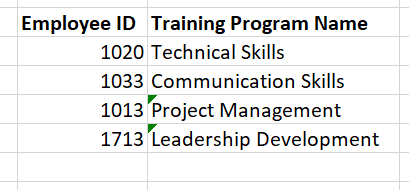 Employee ID Training Program Name
1020 Technical Skills
1033 Communication Skills
1013 Project Management
1713 Leadership Development